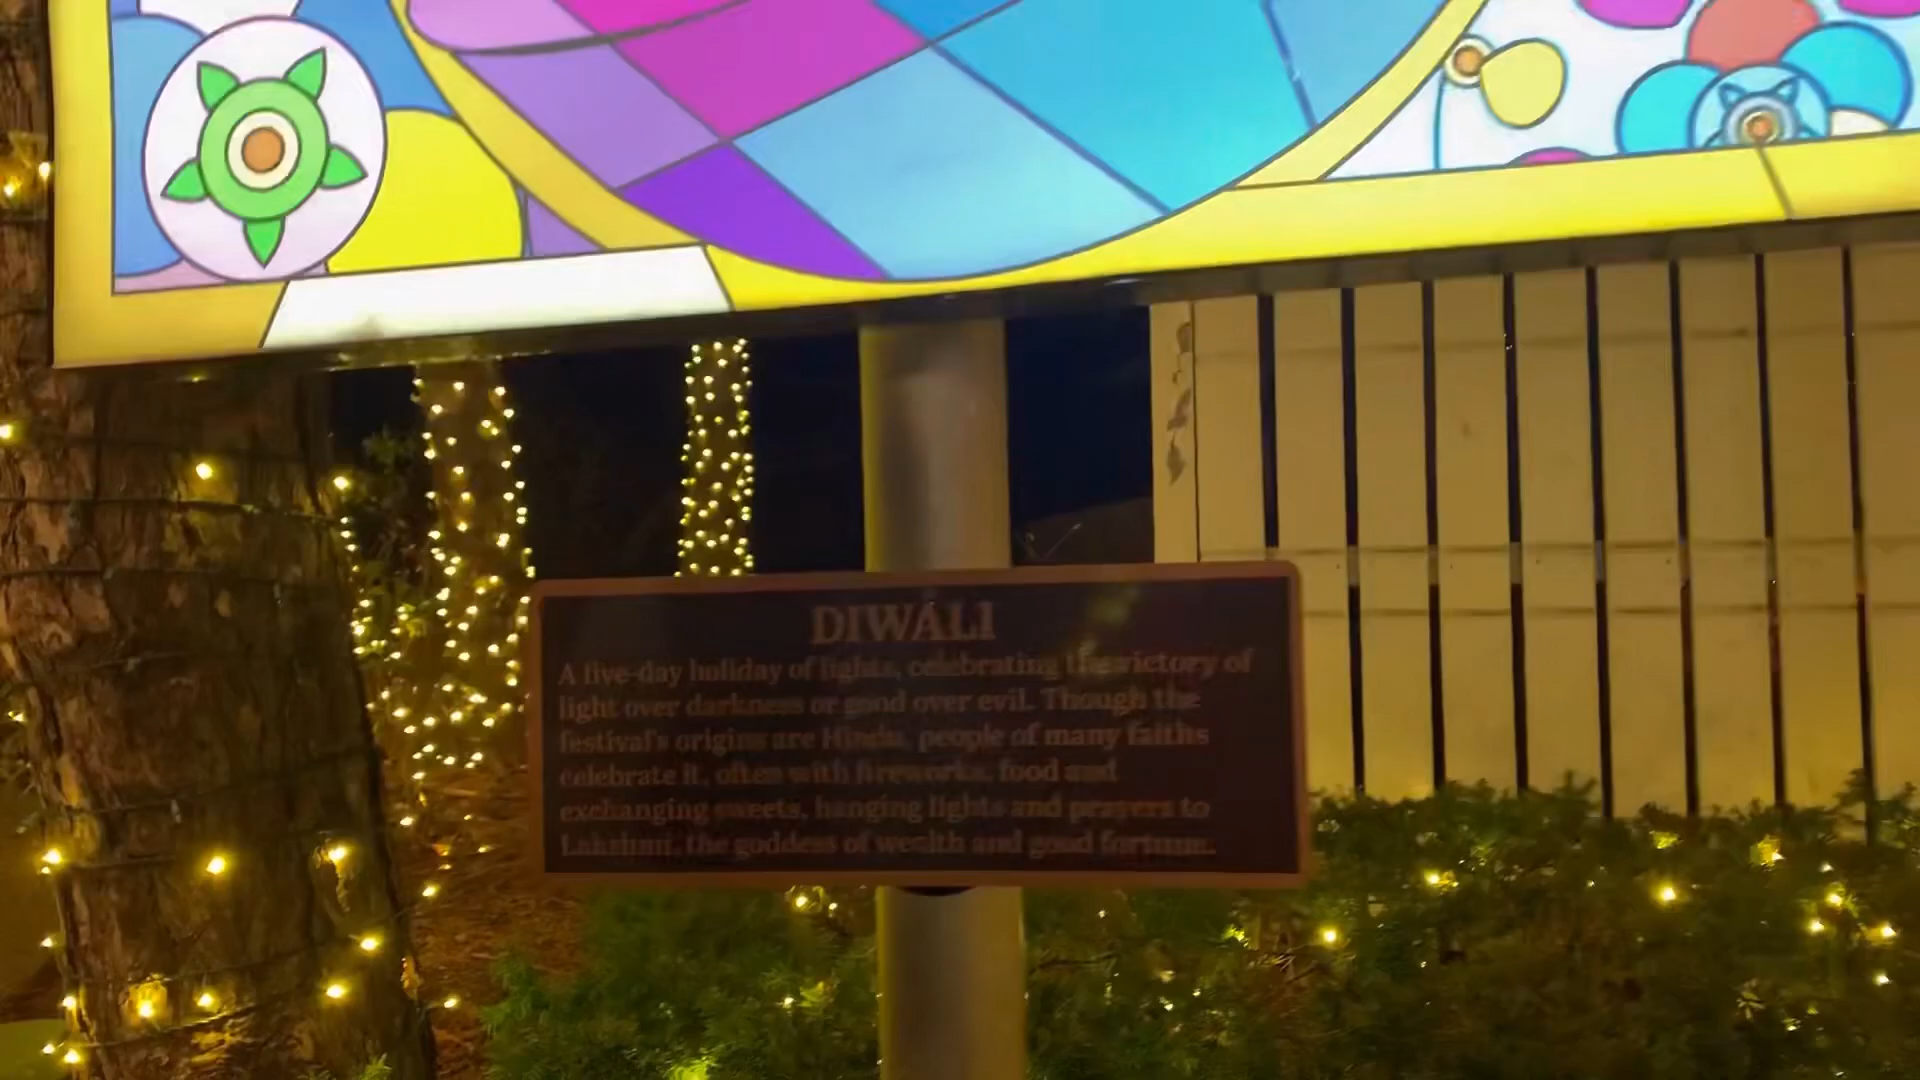 DIWALI
A five-day holiday of lights, celebrating the victory of
light over darkness or good over evil. Though the
festival's origins are Hindu, people of many faiths
celebrate it, often with fireworks, food and
exchanging sweets, hanging lights and prayers to
Lakshmi, the goddess of wealth and good fortune.